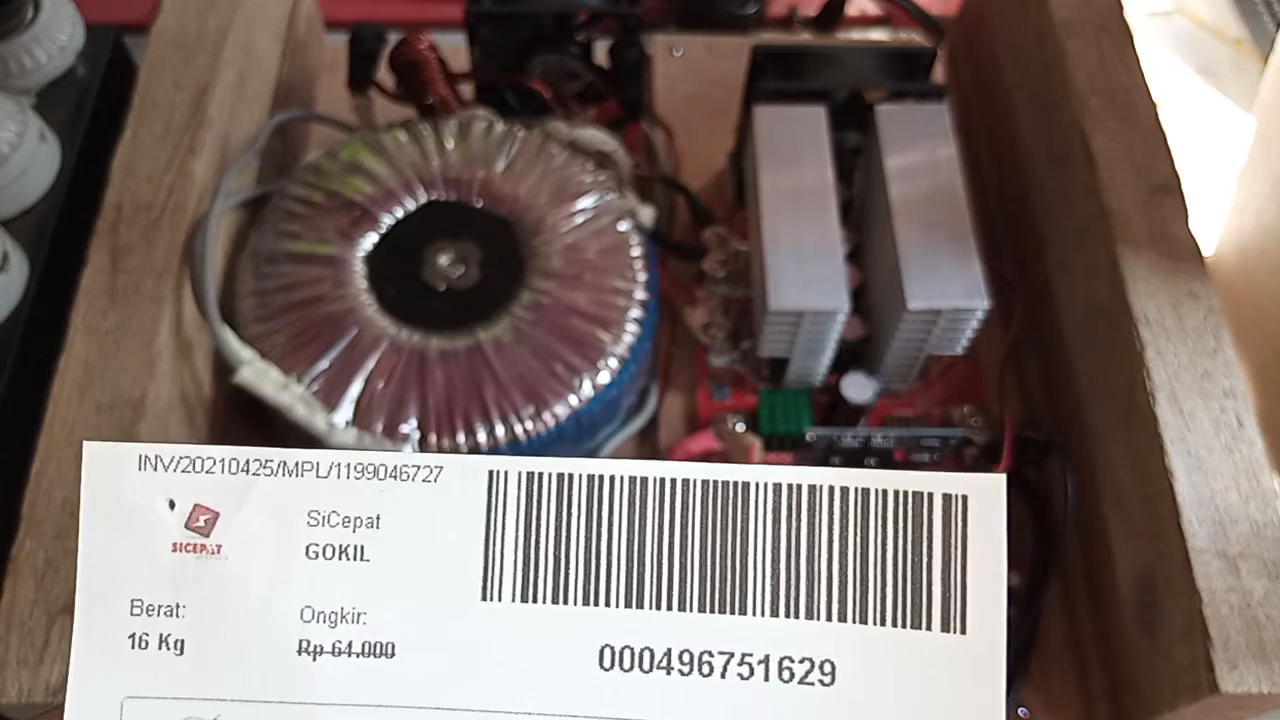 INV/20210425/MPL/1199046727
SICEPAT
SiCepat
GOKIL
Berat:
16 Kg
Ongkir:
Rp 64.000
000496751629